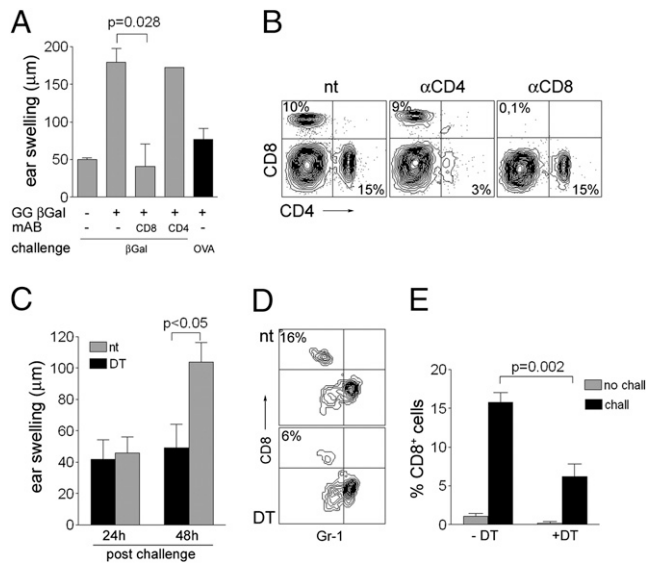 A
p=0.028
ear swelling (µm)
200
150
100
50
0
GG βGal - + + + +
mAB - - CD8 CD4 -
challenge βGal OVA
B
nt αCD4 αCD8
10% 9% 0,1%
CD8
15% 3% 15%
CD4
C
p<0.05
nt
DT
ear swelling (µm)
120
100
80
60
40
20
0
24h 48h
post challenge
D
nt
16%
CD8
6%
DT
Gr-1
E
p=0.002
no chall
chall
% CD8⁺ cells
20
15
10
5
0
- DT +DT